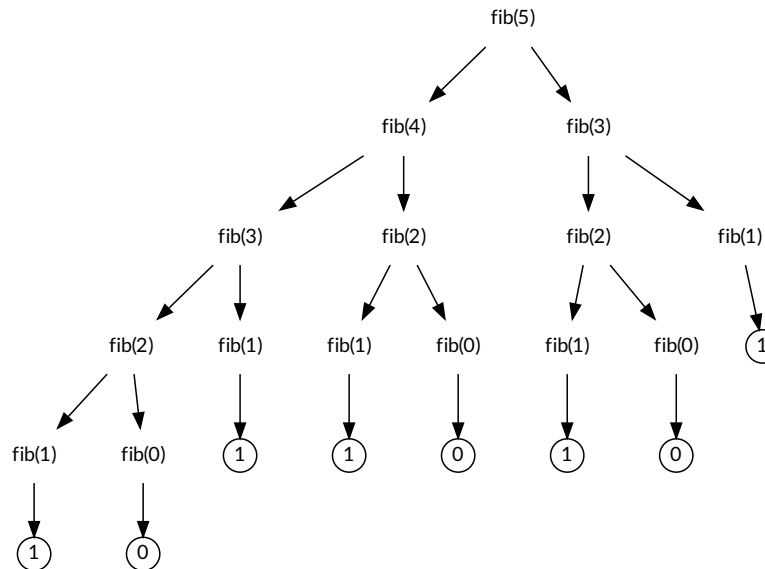 fib(5)
fib(4) fib(3)
fib(3) fib(2) fib(2) fib(1)
fib(2) fib(1) fib(1) fib(0) fib(1) fib(0) 1
fib(1) fib(0) 1 1 0 1 0
1 0